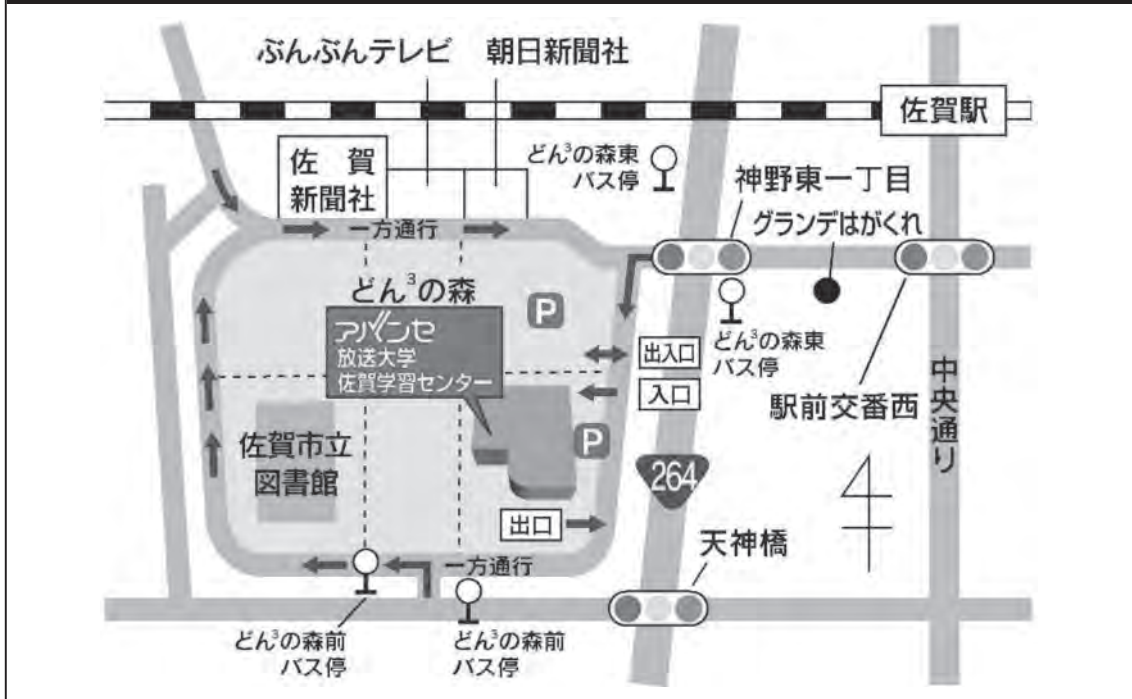 ぶんぶんテレビ
朝日新聞社
佐賀駅
佐賀
新聞社
どん³の森東
バス停
神野東一丁目
グランデはがくれ
一方通行
どん³の森
P
アバンセ
放送大学
佐賀学習センター
出入口
入口
どん³の森東
バス停
駅前交番西
中央通り
佐賀市立
図書館
P
264
出口
天神橋
一方通行
どん³の森前
バス停
どん³の森前
バス停